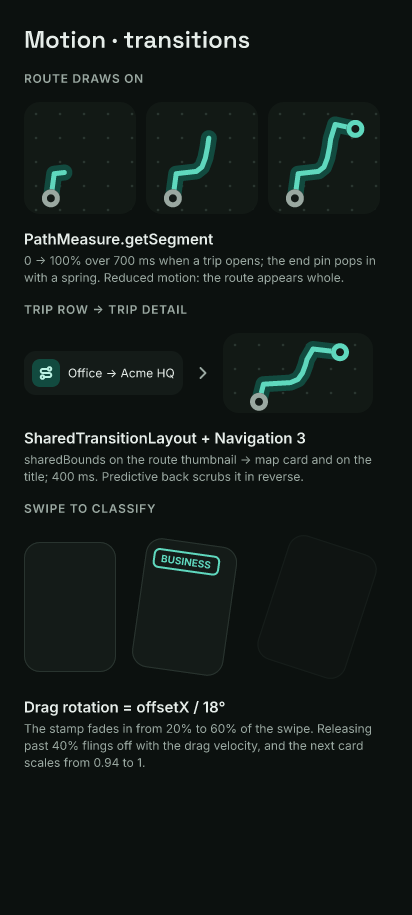 Motion · transitions
ROUTE DRAWS ON
PathMeasure.getSegment
0 → 100% over 700 ms when a trip opens; the end pin pops in
with a spring. Reduced motion: the route appears whole.
TRIP ROW → TRIP DETAIL
Office → Acme HQ
SharedTransitionLayout + Navigation 3
sharedBounds on the route thumbnail → map card and on the
title; 400 ms. Predictive back scrubs it in reverse.
SWIPE TO CLASSIFY
BUSINESS
Drag rotation = offsetX / 18°
The stamp fades in from 20% to 60% of the swipe. Releasing
past 40% flings off with the drag velocity, and the next card
scales from 0.94 to 1.